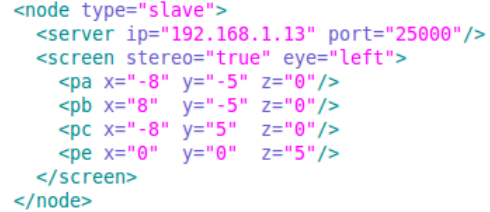 <node type="slave">
<server ip="192.168.1.13" port="25000"/>
<screen stereo="true" eye="left">
<pa x="-8" y="-5" z="0"/>
<pb x="8" y="-5" z="0"/>
<pc x="-8" y="5" z="0"/>
<pe x="0" y="0" z="5"/>
</screen>
</node>